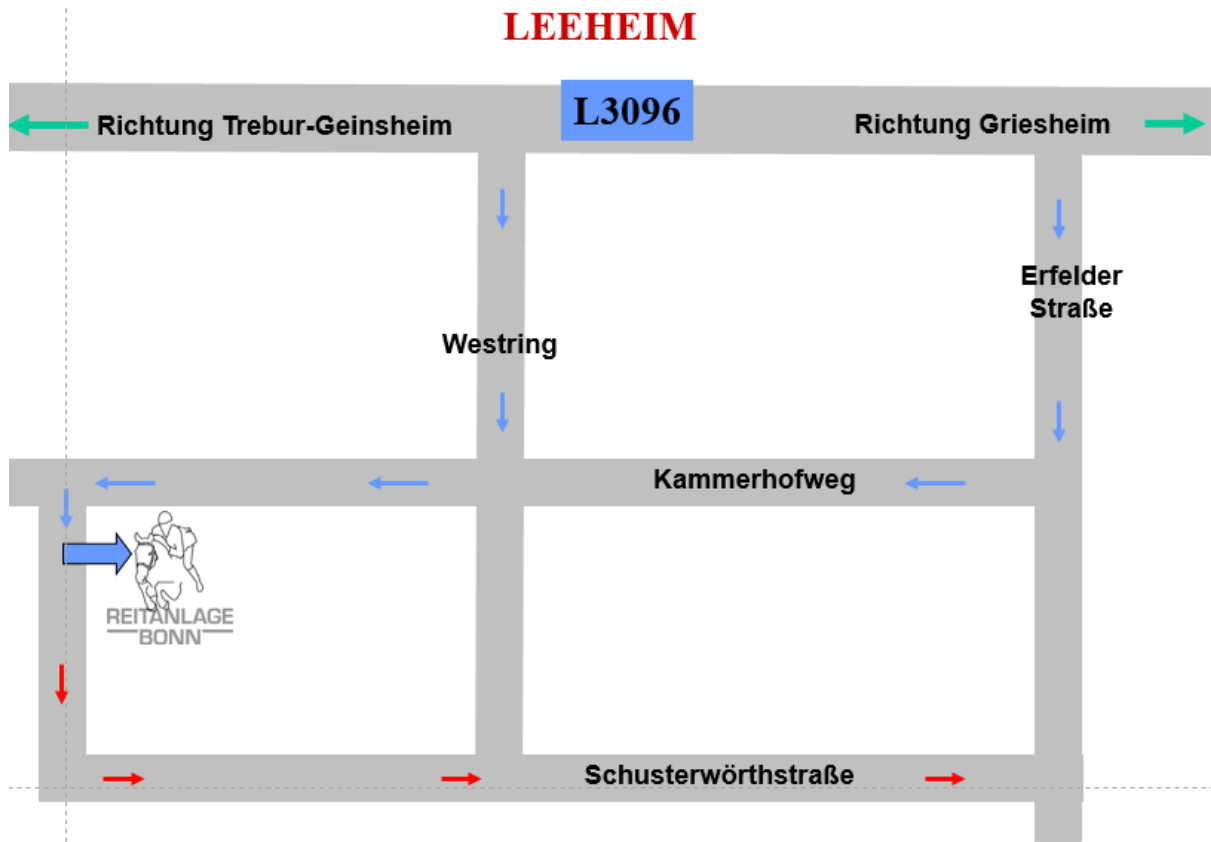 LEEHEIM
L3096
Richtung Trebur-Geinsheim
Richtung Griesheim
Erfelder
Straße
Westring
Kammerhofweg
REITANLAGE
BONN
Schusterwörthstraße